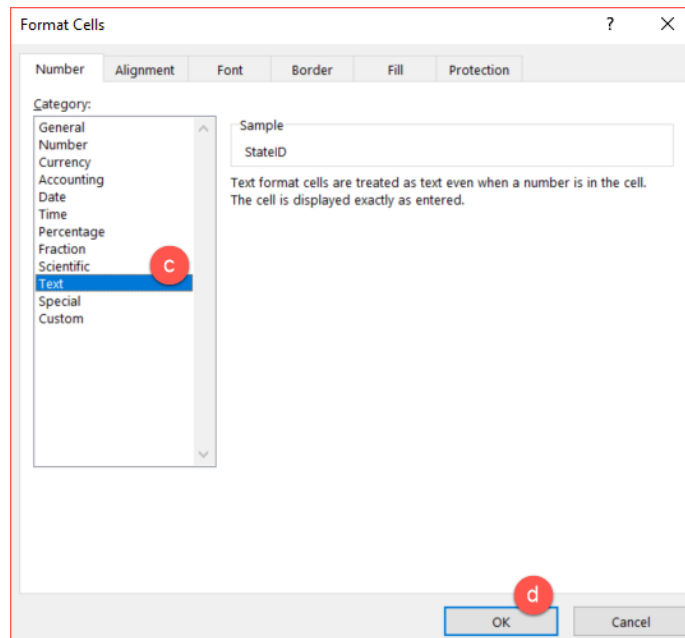 Format Cells ? X
Number Alignment Font Border Fill Protection
Category:
General
Number
Currency
Accounting
Date
Time
Percentage
Fraction
Scientific
Text
Special
Custom
c
Sample
StateID
Text format cells are treated as text even when a number is in the cell.
The cell is displayed exactly as entered.
d
OK Cancel